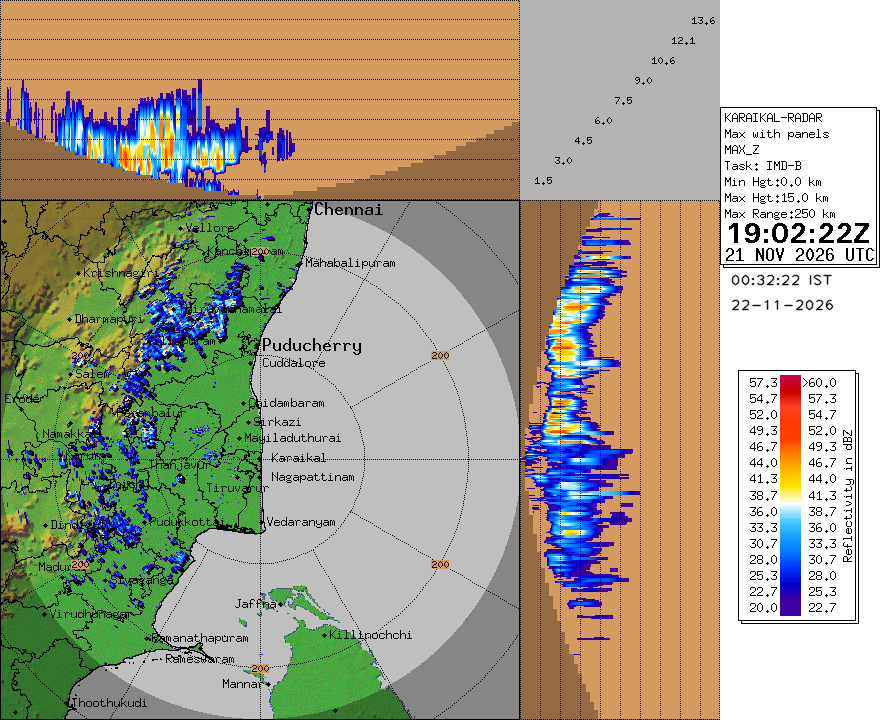 13.6
12.1
10.6
9.0
7.5
6.0
4.5
3.0
1.5
KARAIKAL-RADAR
Max with panels
MAX_Z
Task: IMD-B
Min Hgt:0.0 km
Max Hgt:15.0 km
Max Range:250 km
19:02:22Z
21 NOV 2026 UTC
00:32:22 IST
22-11-2026
57.3 >60.0
54.7 57.3
52.0 54.7
49.3 52.0
46.7 49.3
44.0 46.7
41.3 44.0
38.7 41.3
36.0 38.7
33.3 36.0
30.7 33.3
28.0 30.7
25.3 28.0
22.7 25.3
20.0 22.7
Reflectivity in dBZ
Chennai
Vellore
200
Mahabalipuram
Krishnagiri
Dharmapuri
Puducherry
200
200
Cuddalore
Salem
Erode
Chidambaram
Perambalur
Sirkazi
Namakkal
Mayiladuthurai
Karaikal
Thanjavur
Nagapattinam
Tiruvarur
Pudukkottai
Vedaranyam
200
200
Sivaganga
Jaffna
Virudhunagar
Killinochchi
Ramanathapuram
Rameswaram
200
Mannar
Thoothukudi